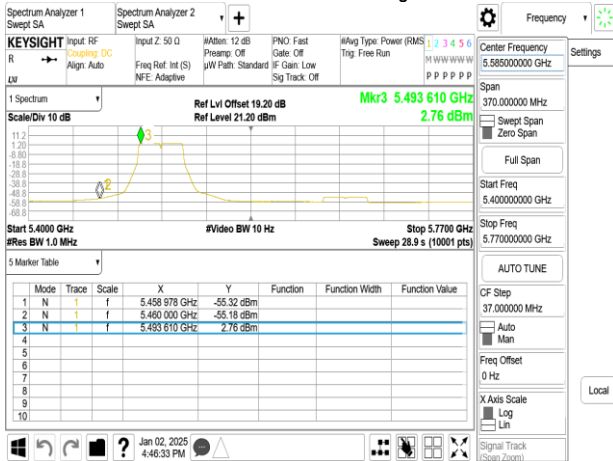 Spectrum Analyzer 1
Swept SA
Spectrum Analyzer 2
Swept SA
+
Frequency
KEYSIGHT
R
Input: RF
Coupling: DC
Align: Auto
Input Z: 50 Ω
Freq Ref: Int (S)
NFE: Adaptive
#Atten: 12 dB
Preamp: Off
µW Path: Standard
PNO: Fast
Gate: Off
IF Gain: Low
Sig Track: Off
#Avg Type: Power (RMS
Trig: Free Run
1 2 3 4 5 6
M W W W W W
P P P P P P
1 Spectrum
Scale/Div 10 dB
Ref Lvl Offset 19.20 dB
Ref Level 21.20 dBm
Mkr3 5.493 610 GHz
2.76 dBm
11.2
1.20
-8.80
-18.8
-28.8
-38.8
-48.8
-58.8
-68.8
3
2
Start 5.4000 GHz
#Res BW 1.0 MHz
#Video BW 10 Hz
Stop 5.7700 GHz
Sweep 28.9 s (10001 pts)
5 Marker Table
Mode Trace Scale X Y Function Function Width Function Value
1 N 1 f 5.458 978 GHz -55.32 dBm
2 N 1 f 5.460 000 GHz -55.18 dBm
3 N 1 f 5.493 610 GHz 2.76 dBm
4
5
6
7
8
9
10
?
Jan 02, 2025
4:46:33 PM
Center Frequency
5.585000000 GHz
Span
370.000000 MHz
Swept Span
Zero Span
Full Span
Start Freq
5.400000000 GHz
Stop Freq
5.770000000 GHz
AUTO TUNE
CF Step
37.000000 MHz
Auto
Man
Freq Offset
0 Hz
X Axis Scale
Log
Lin
Signal Track
(Span Zoom)
Settings
Local